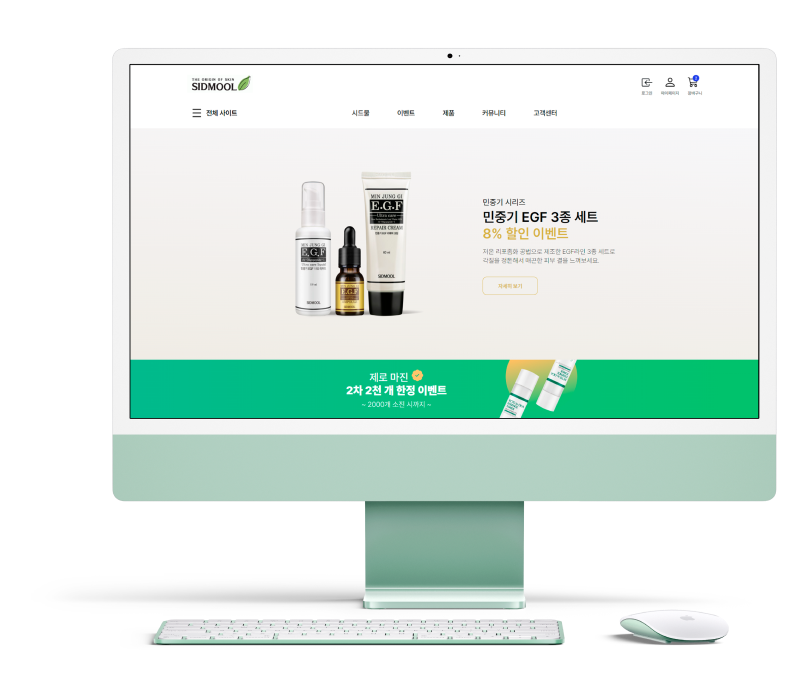 THE ORIGIN OF SKIN
SIDMOOL
로그인
마이페이지
장바구니
전체 사이트
시드물
이벤트
제품
커뮤니티
고객센터
MIN JUNG GI
E.G.F
Ultra care
REPAIR CREAM
SIDMOOL
MIN JUNG GI
E.G.F
SIDMOOL
E.G.F
민중기 시리즈
민중기 EGF 3종 세트
8% 할인 이벤트
저온 리포좀화 공법으로 제조한 EGF라인 3종 세트로
각질을 정돈해서 매끈한 피부 결을 느껴보세요.
자세히 보기
제로 마진
2차 2천 개 한정 이벤트
~ 2000개 소진 시까지 ~